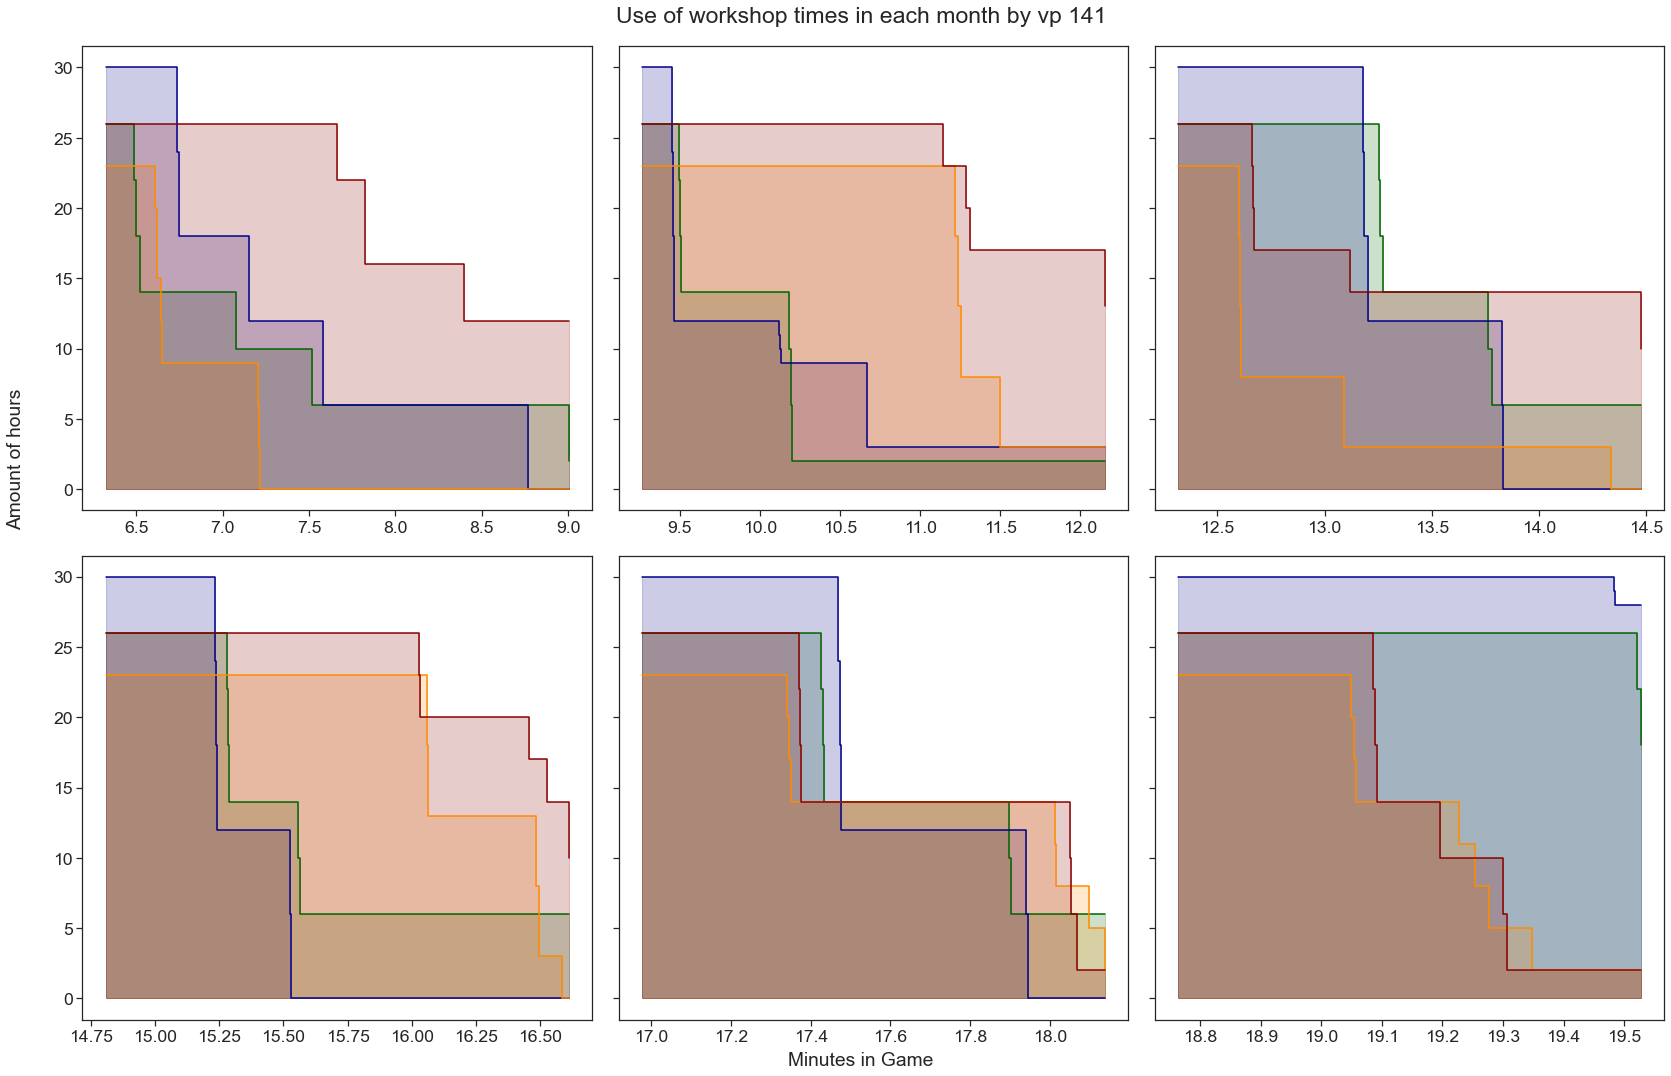 Use of workshop times in each month by vp 141
Amount of hours
30
25
20
15
10
5
0
6.5 7.0 7.5 8.0 8.5 9.0
9.5 10.0 10.5 11.0 11.5 12.0
12.5 13.0 13.5 14.0 14.5
30
25
20
15
10
5
0
14.75 15.00 15.25 15.50 15.75 16.00 16.25 16.50
17.0 17.2 17.4 17.6 17.8 18.0
18.8 18.9 19.0 19.1 19.2 19.3 19.4 19.5
Minutes in Game